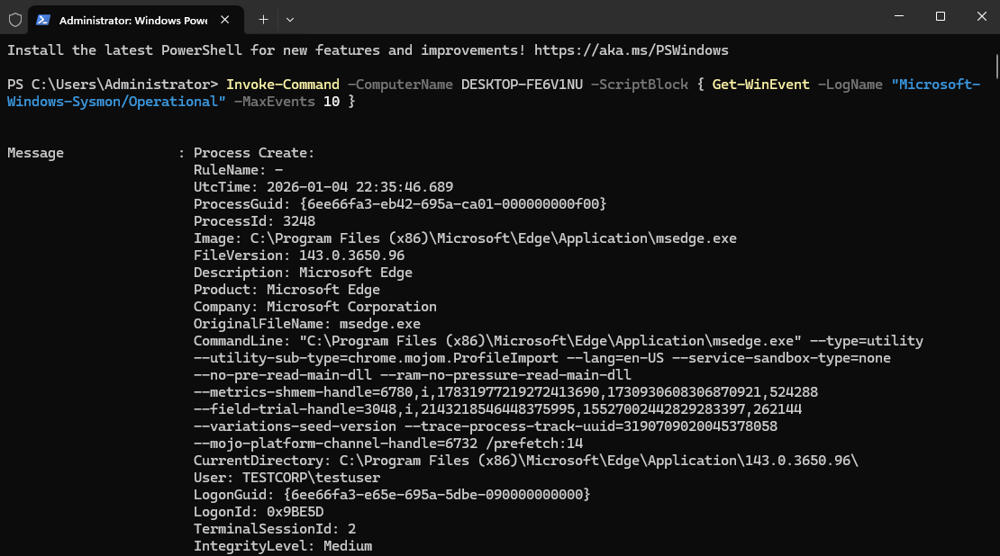 Administrator: Windows Powe
Install the latest PowerShell for new features and improvements! https://aka.ms/PSWindows
PS C:\Users\Administrator> Invoke-Command -ComputerName DESKTOP-FE6V1NU -ScriptBlock { Get-WinEvent -LogName "Microsoft-
Windows-Sysmon/Operational" -MaxEvents 10 }
Message : Process Create:
RuleName: -
UtcTime: 2026-01-04 22:35:46.689
ProcessGuid: {6ee66fa3-eb42-695a-ca01-000000000f00}
ProcessId: 3248
Image: C:\Program Files (x86)\Microsoft\Edge\Application\msedge.exe
FileVersion: 143.0.3650.96
Description: Microsoft Edge
Product: Microsoft Edge
Company: Microsoft Corporation
OriginalFileName: msedge.exe
CommandLine: "C:\Program Files (x86)\Microsoft\Edge\Application\msedge.exe" --type=utility
--utility-sub-type=chrome.mojom.ProfileImport --lang=en-US --service-sandbox-type=none
--no-pre-read-main-dll --ram-no-pressure-read-main-dll
--metrics-shmem-handle=6780,i,17831977219272413690,1730930608306870921,524288
--field-trial-handle=3048,i,2143218546448375995,15527002442829283397,262144
--variations-seed-version --trace-process-track-uuid=3190709020045378058
--mojo-platform-channel-handle=6732 /prefetch:14
CurrentDirectory: C:\Program Files (x86)\Microsoft\Edge\Application\143.0.3650.96\
User: TESTCORP\testuser
LogonGuid: {6ee66fa3-e65e-695a-5dbe-090000000000}
LogonId: 0x9BE5D
TerminalSessionId: 2
IntegrityLevel: Medium